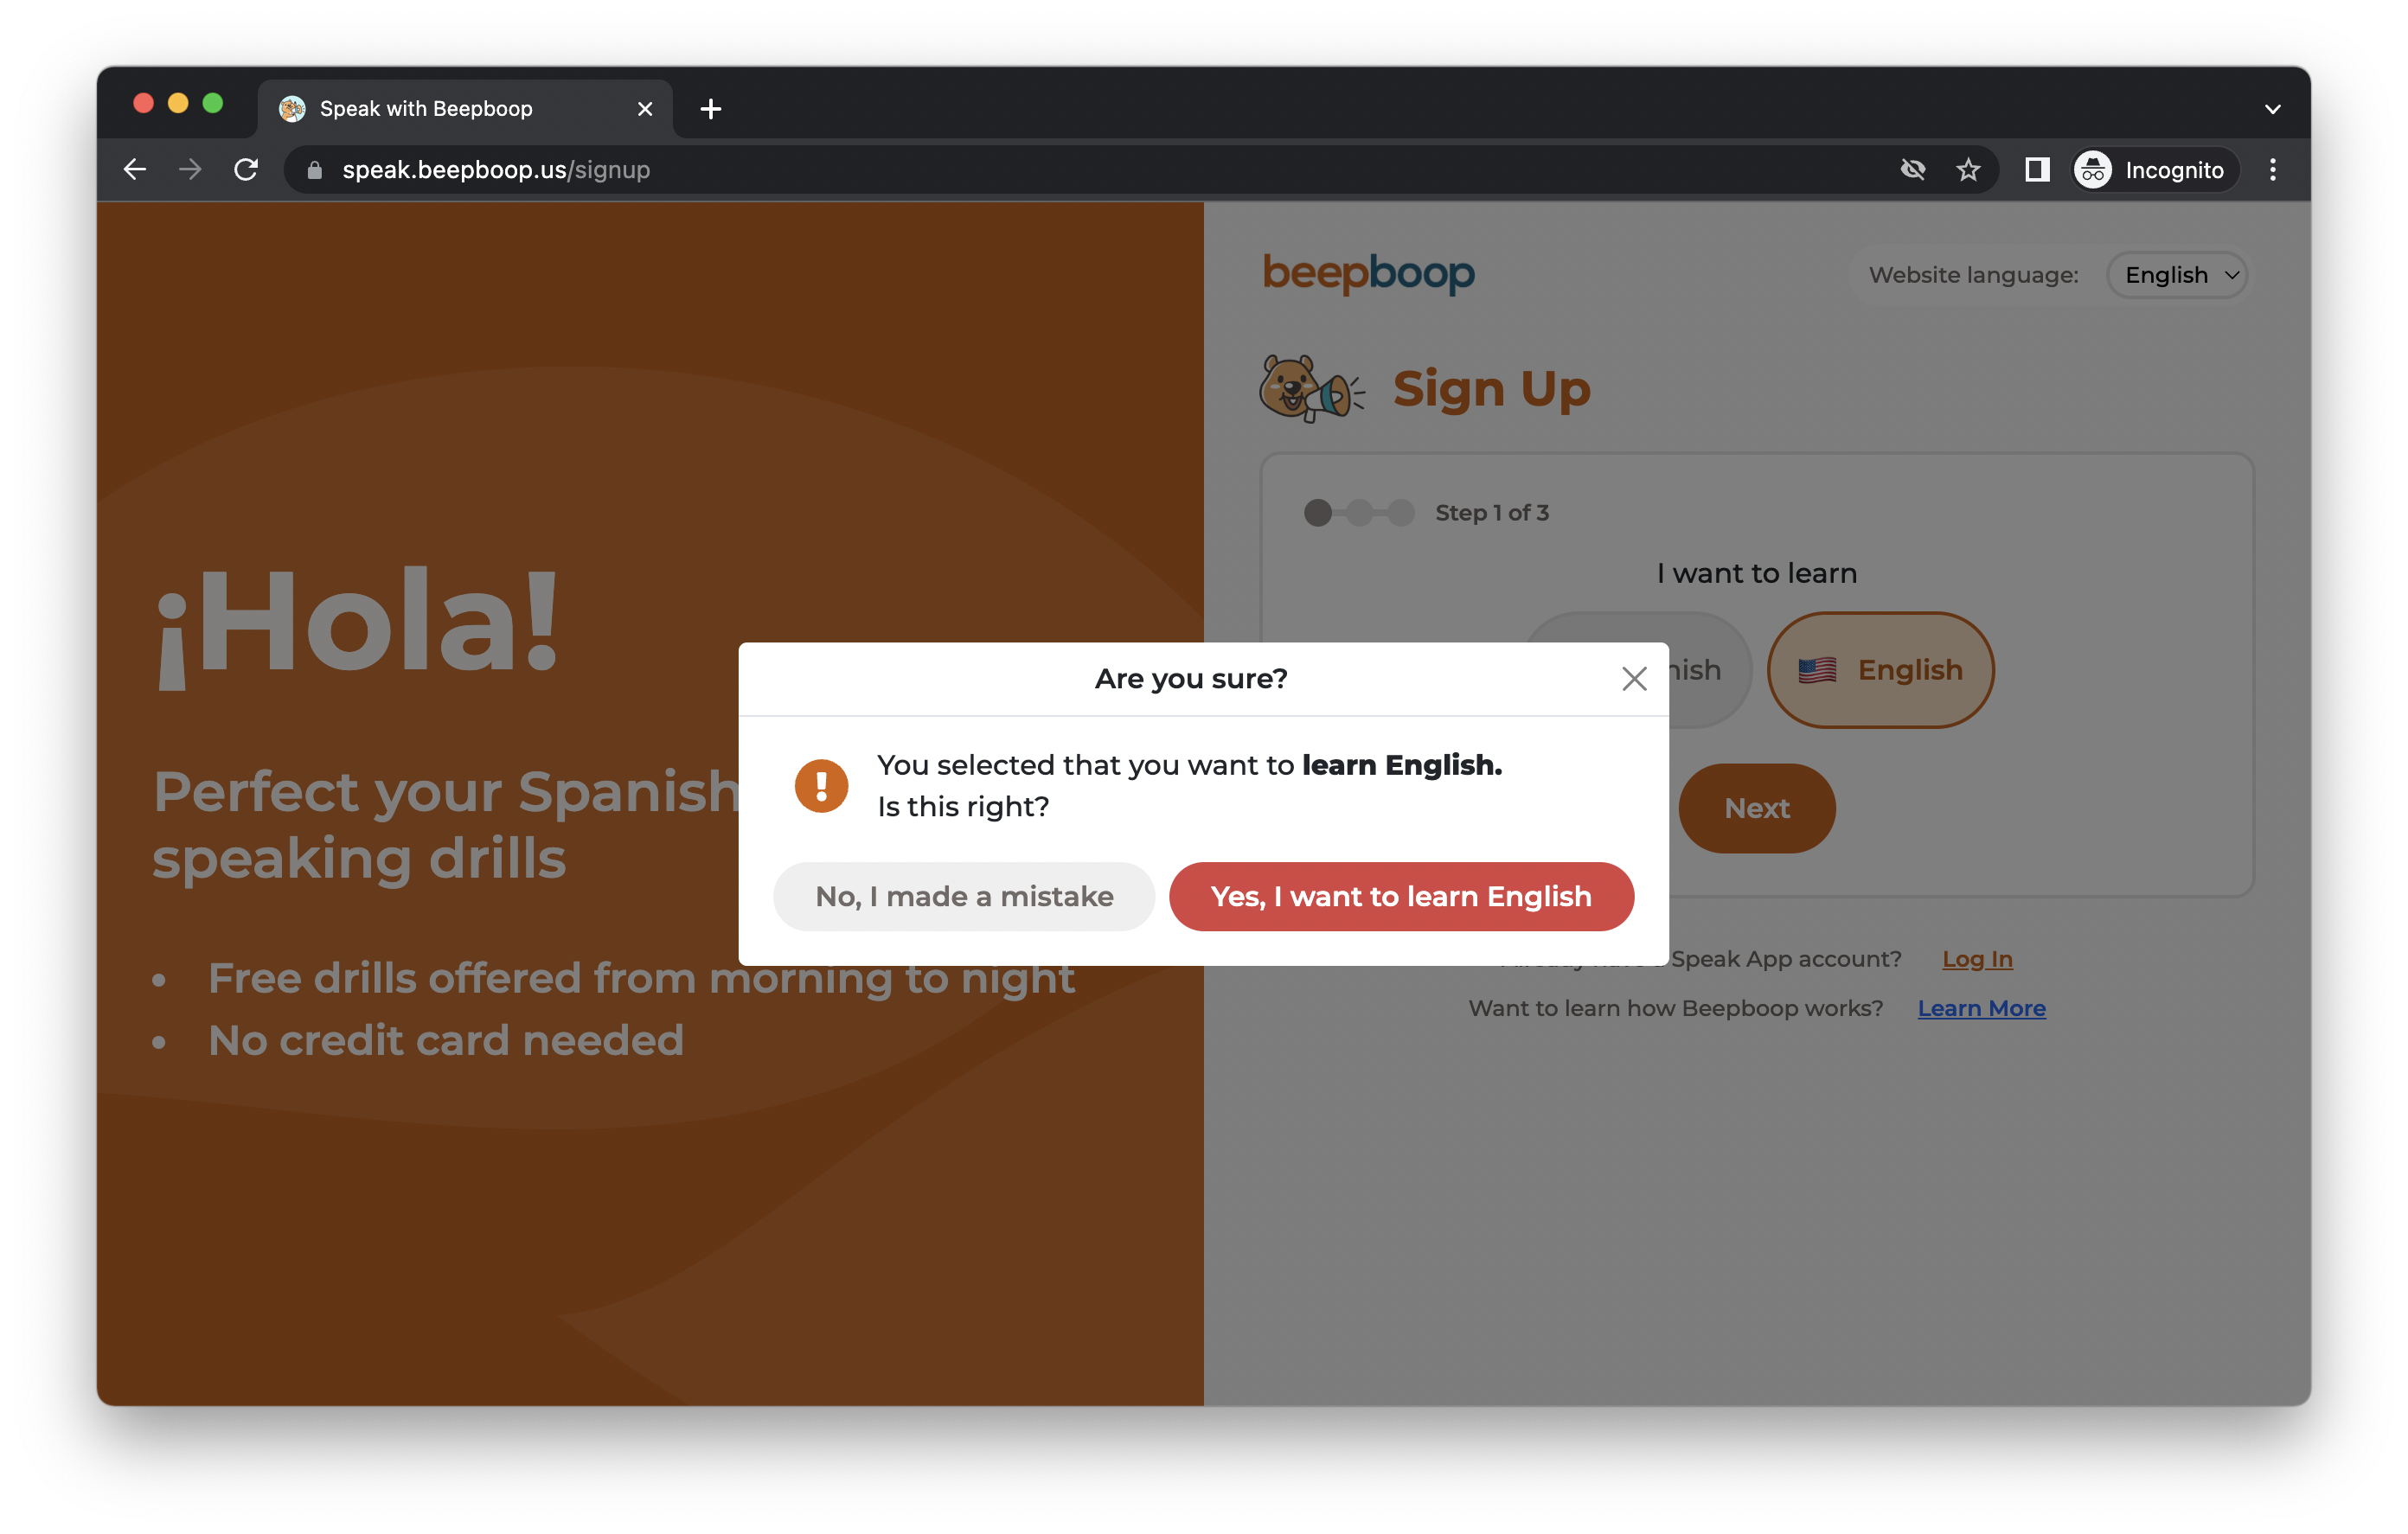 Speak with Beepboop
speak.beepboop.us/signup
Incognito
¡Hola!
Perfect your Spanish
speaking drills
• Free drills offered from morning to night
• No credit card needed
beepboop
Website language: English
Sign Up
Step 1 of 3
I want to learn
English
Next
Speak App account? Log In
Want to learn how Beepboop works? Learn More
Are you sure?
You selected that you want to learn English.
Is this right?
No, I made a mistake
Yes, I want to learn English